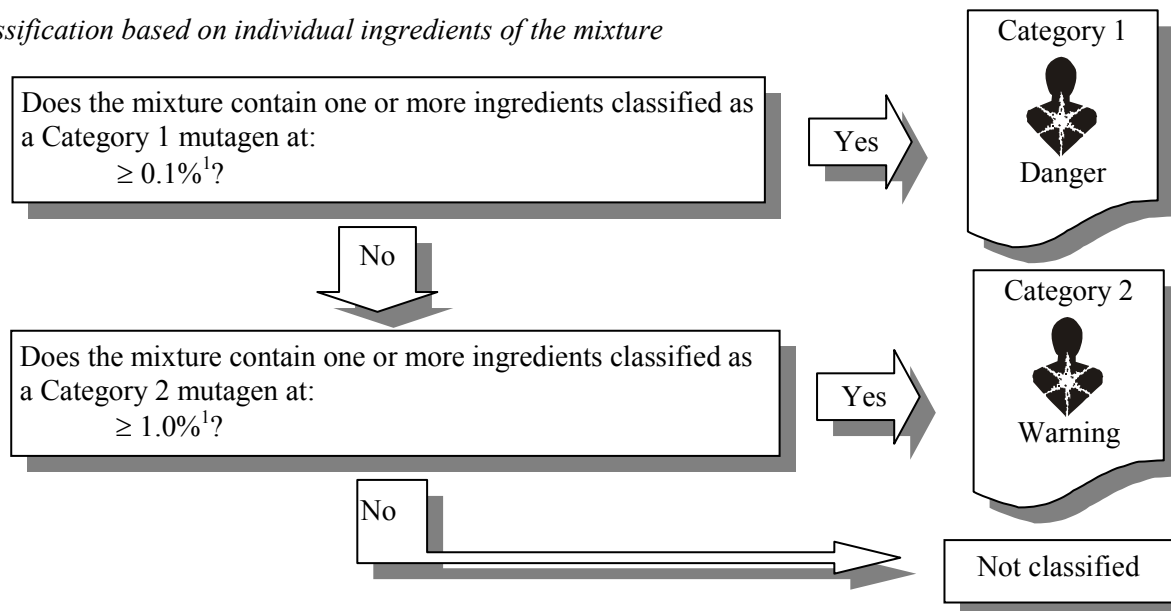 ssification based on individual ingredients of the mixture
Does the mixture contain one or more ingredients classified as
a Category 1 mutagen at:
≥ 0.1%¹?
Yes
Category 1
Danger
No
Does the mixture contain one or more ingredients classified as
a Category 2 mutagen at:
≥ 1.0%¹?
Yes
Category 2
Warning
No
Not classified